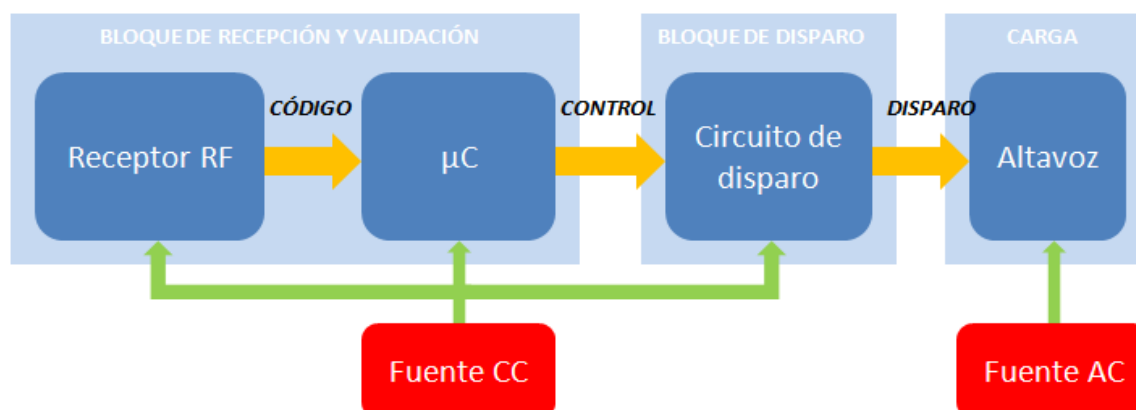 BLOQUE DE RECEPCIÓN Y VALIDACIÓN
BLOQUE DE DISPARO
CARGA
Receptor RF
CÓDIGO
µC
CONTROL
Circuito de
disparo
DISPARO
Altavoz
Fuente CC
Fuente AC